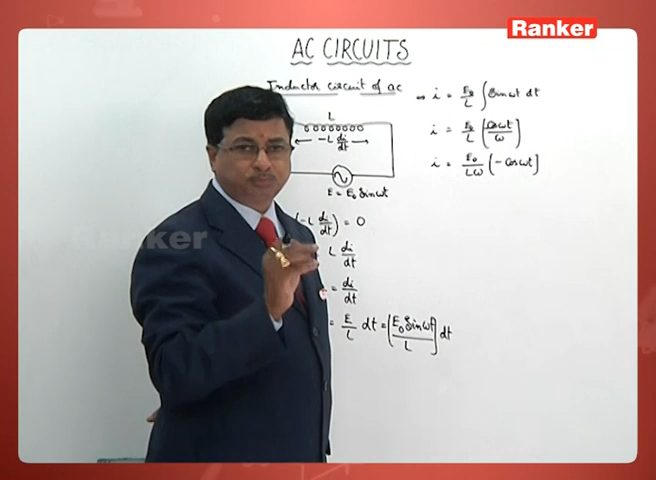 Ranker
AC CIRCUITS
Inductor circuit of ac
L
← -L di/dt →
E = E₀ Sinωt
(-L di/dt) = 0
L di/dt
= di/dt
= E/L dt = [E₀ Sinωt / L] dt
⇒ i = E₀/L ∫ Sinωt dt
i = E₀/L (Cosωt/ω)
i = E₀/Lω (-Cosωt)